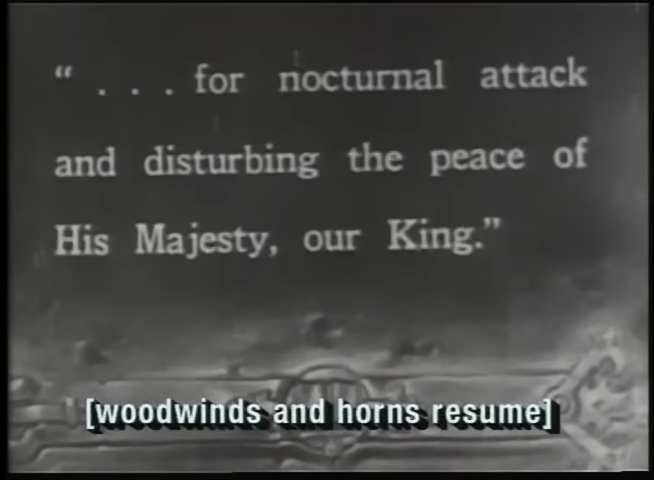 “ . . . for nocturnal attack
and disturbing the peace of
His Majesty, our King.”
[woodwinds and horns resume]